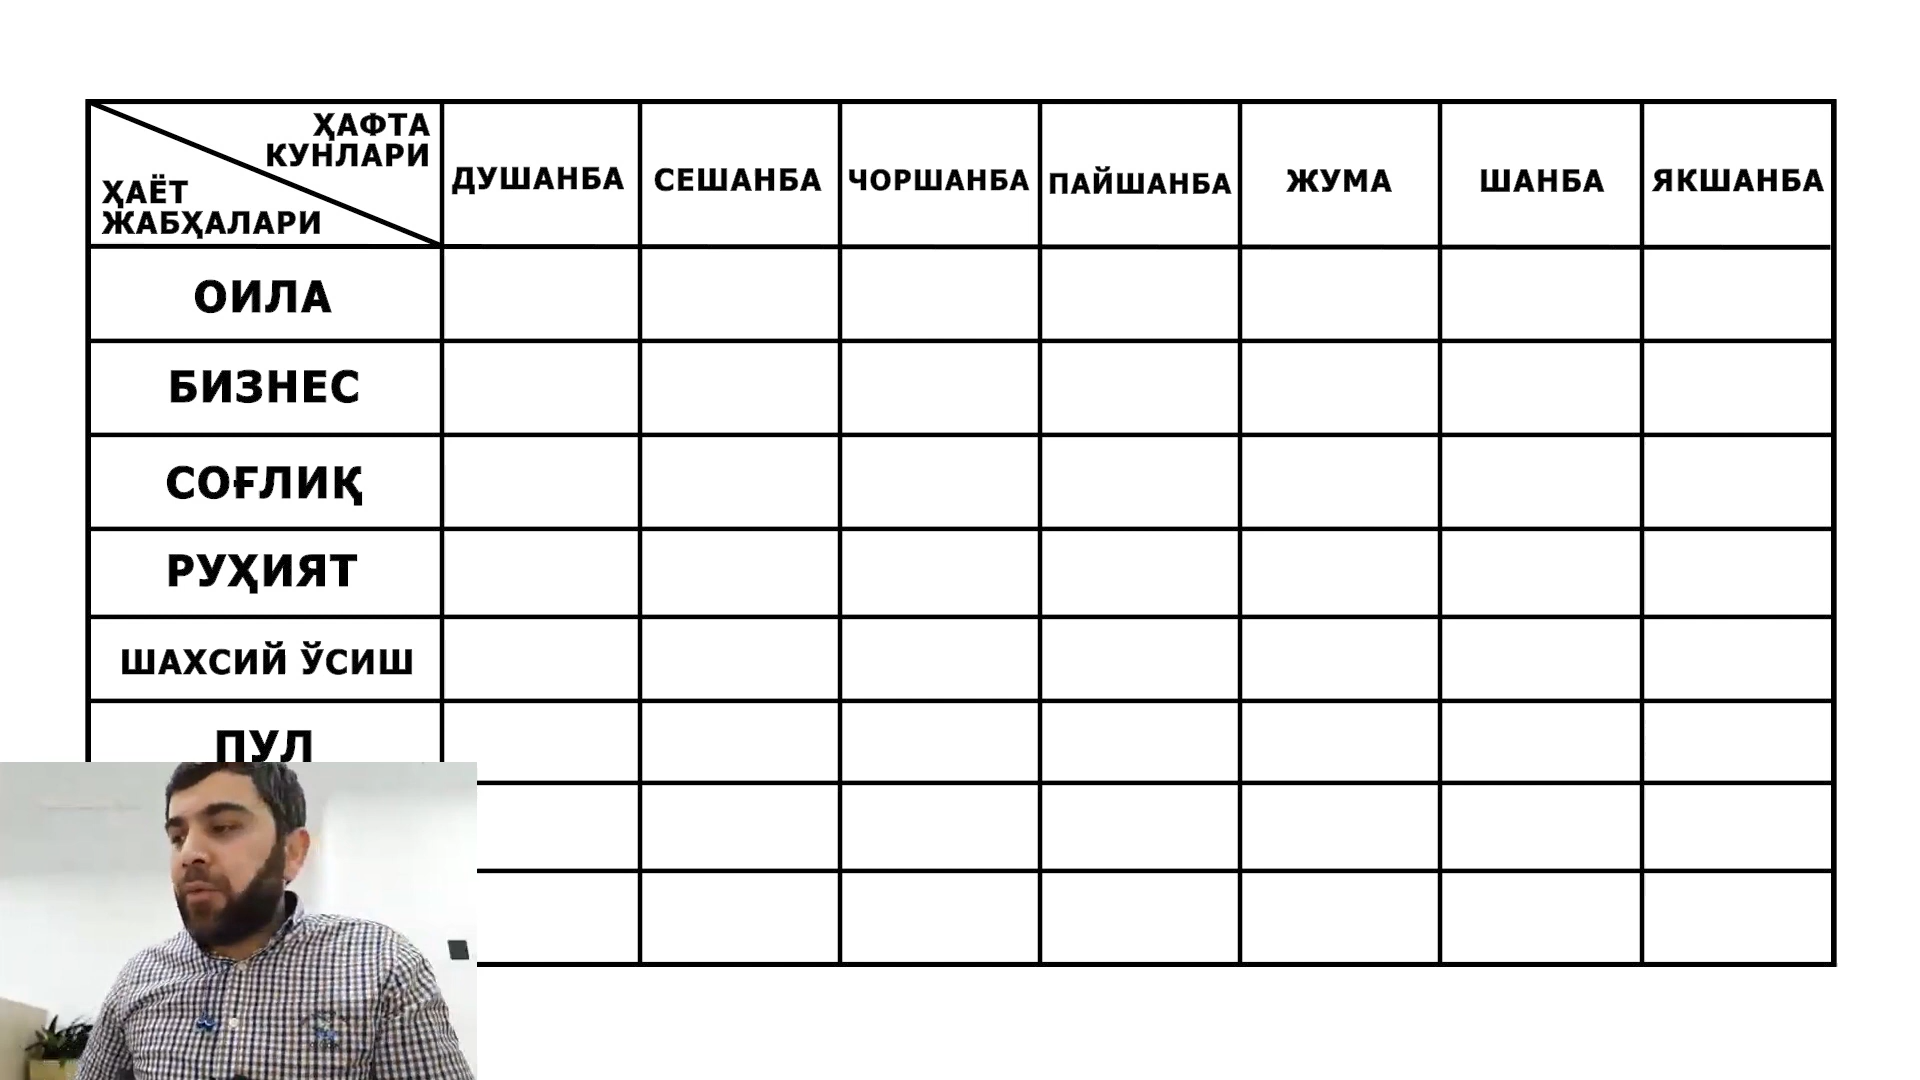 ҲАФТА
КУНЛАРИ
ҲАЁТ
ЖАБҲАЛАРИ
ДУШАНБА
СЕШАНБА
ЧОРШАНБА
ПАЙШАНБА
ЖУМА
ШАНБА
ЯКШАНБА
ОИЛА
БИЗНЕС
СОҒЛИҚ
РУҲИЯТ
ШАХСИЙ ЎСИШ
ПУЛ